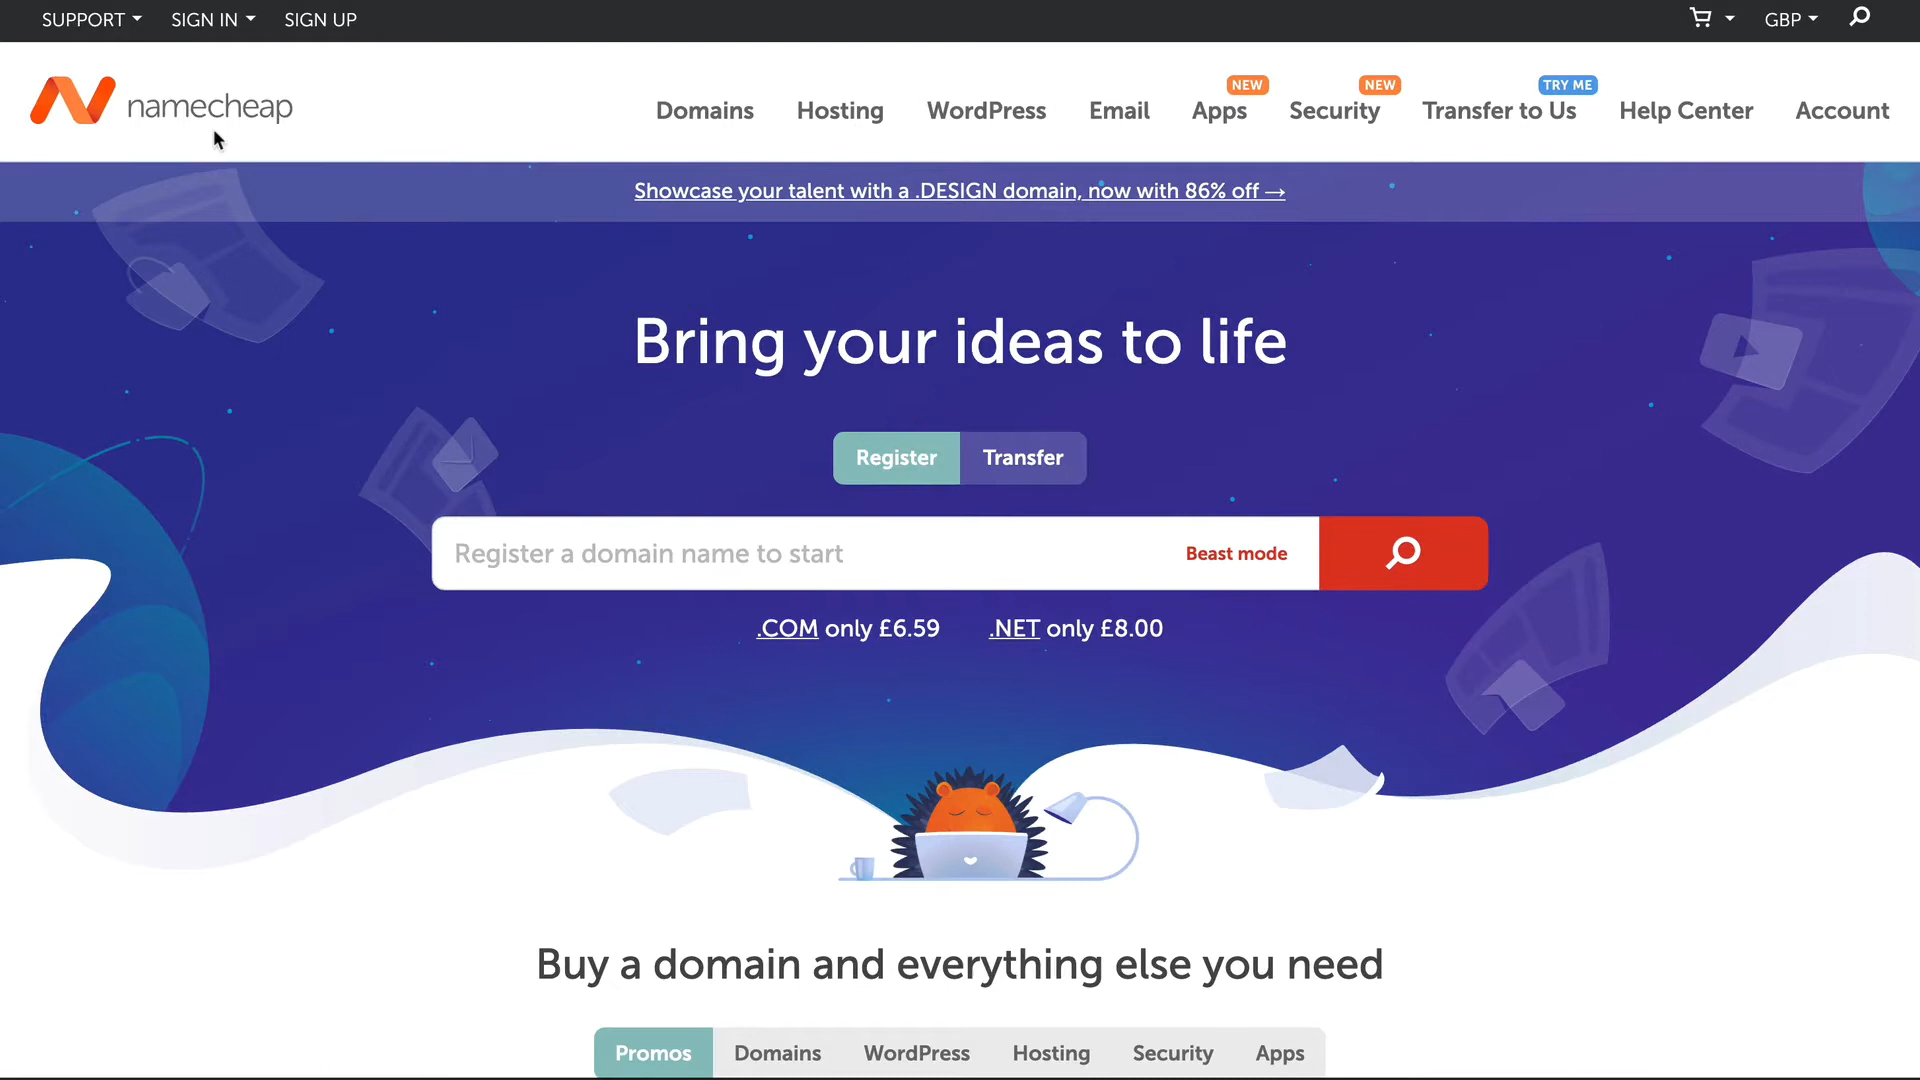 SUPPORT SIGN IN SIGN UP GBP
namecheap
Domains Hosting WordPress Email Apps NEW Security NEW Transfer to Us TRY ME Help Center Account
Showcase your talent with a .DESIGN domain, now with 86% off →
Bring your ideas to life
Register Transfer
Register a domain name to start Beast mode
.COM only £6.59 .NET only £8.00
Buy a domain and everything else you need
Promos Domains WordPress Hosting Security Apps